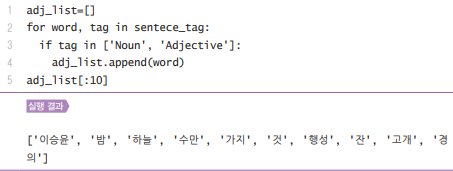 1 adj_list=[]
2 for word, tag in sentece_tag:
3 if tag in ['Noun', 'Adjective']:
4 adj_list.append(word)
5 adj_list[:10]
실행 결과
['이승윤', '밤', '하늘', '수만', '가지', '것', '행성', '잔', '고개', '경
의']